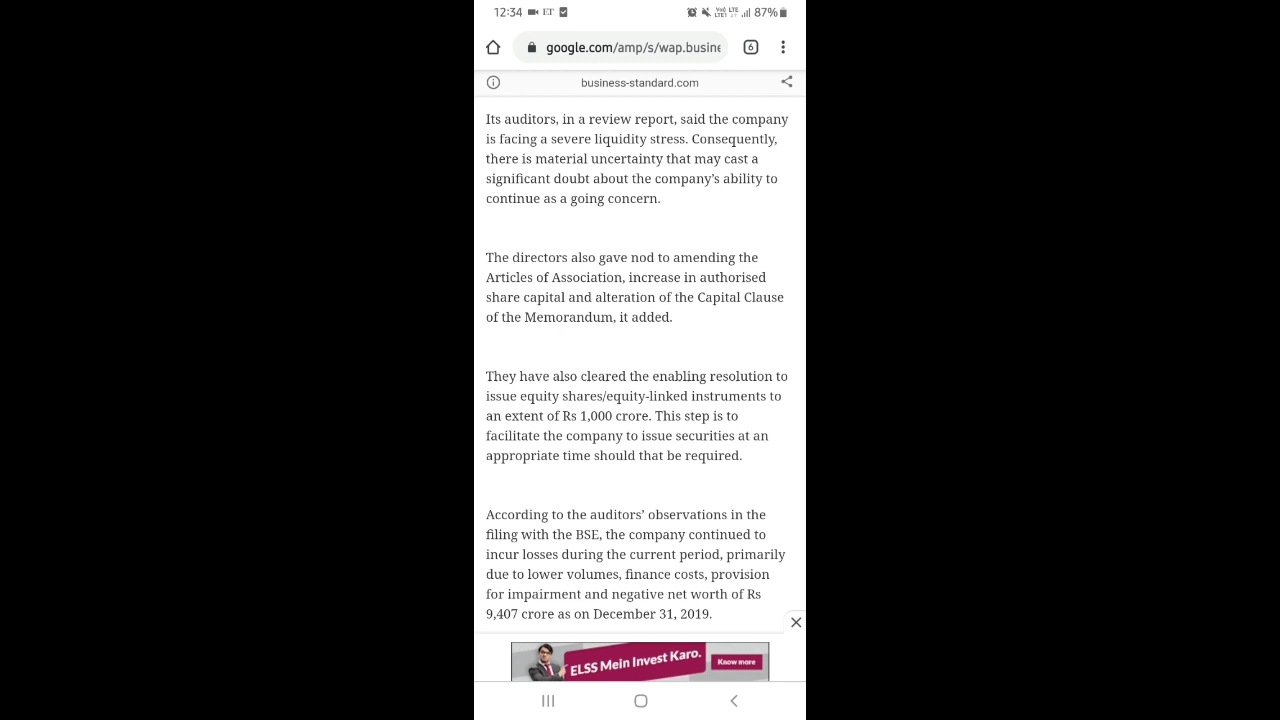 12:34 ET Vo)) LTE LTE1 87%
google.com/amp/s/wap.busine 6
business-standard.com
Its auditors, in a review report, said the company
is facing a severe liquidity stress. Consequently,
there is material uncertainty that may cast a
significant doubt about the company's ability to
continue as a going concern.
The directors also gave nod to amending the
Articles of Association, increase in authorised
share capital and alteration of the Capital Clause
of the Memorandum, it added.
They have also cleared the enabling resolution to
issue equity shares/equity-linked instruments to
an extent of Rs 1,000 crore. This step is to
facilitate the company to issue securities at an
appropriate time should that be required.
According to the auditors' observations in the
filing with the BSE, the company continued to
incur losses during the current period, primarily
due to lower volumes, finance costs, provision
for impairment and negative net worth of Rs
9,407 crore as on December 31, 2019.
ELSS Mein Invest Karo. Know more